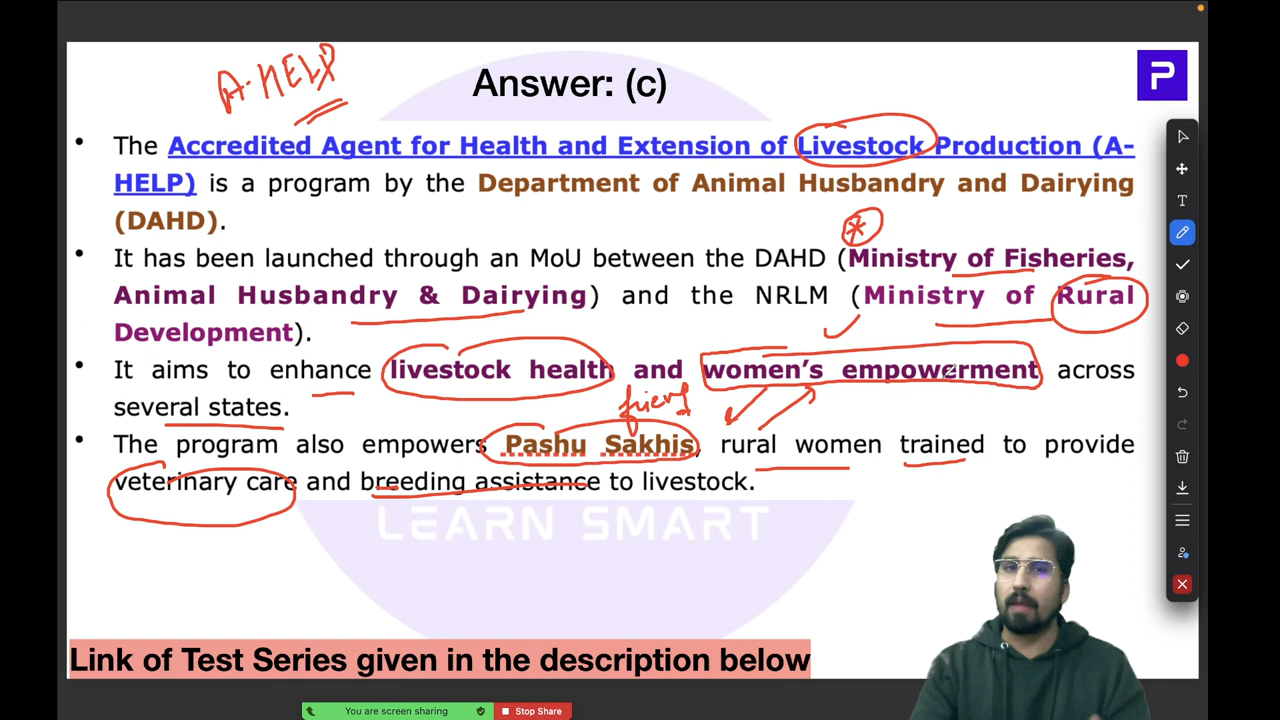 A-HELP
Answer: (c)
P
• The Accredited Agent for Health and Extension of Livestock Production (A-
HELP) is a program by the Department of Animal Husbandry and Dairying
(DAHD).
• It has been launched through an MoU between the DAHD (Ministry of Fisheries,
Animal Husbandry & Dairying) and the NRLM (Ministry of Rural
Development).
• It aims to enhance livestock health and women’s empowerment across
several states.
friend
• The program also empowers Pashu Sakhis, rural women trained to provide
veterinary care and breeding assistance to livestock.
LEARN SMART
Link of Test Series given in the description below
You are screen sharing
Stop Share
T